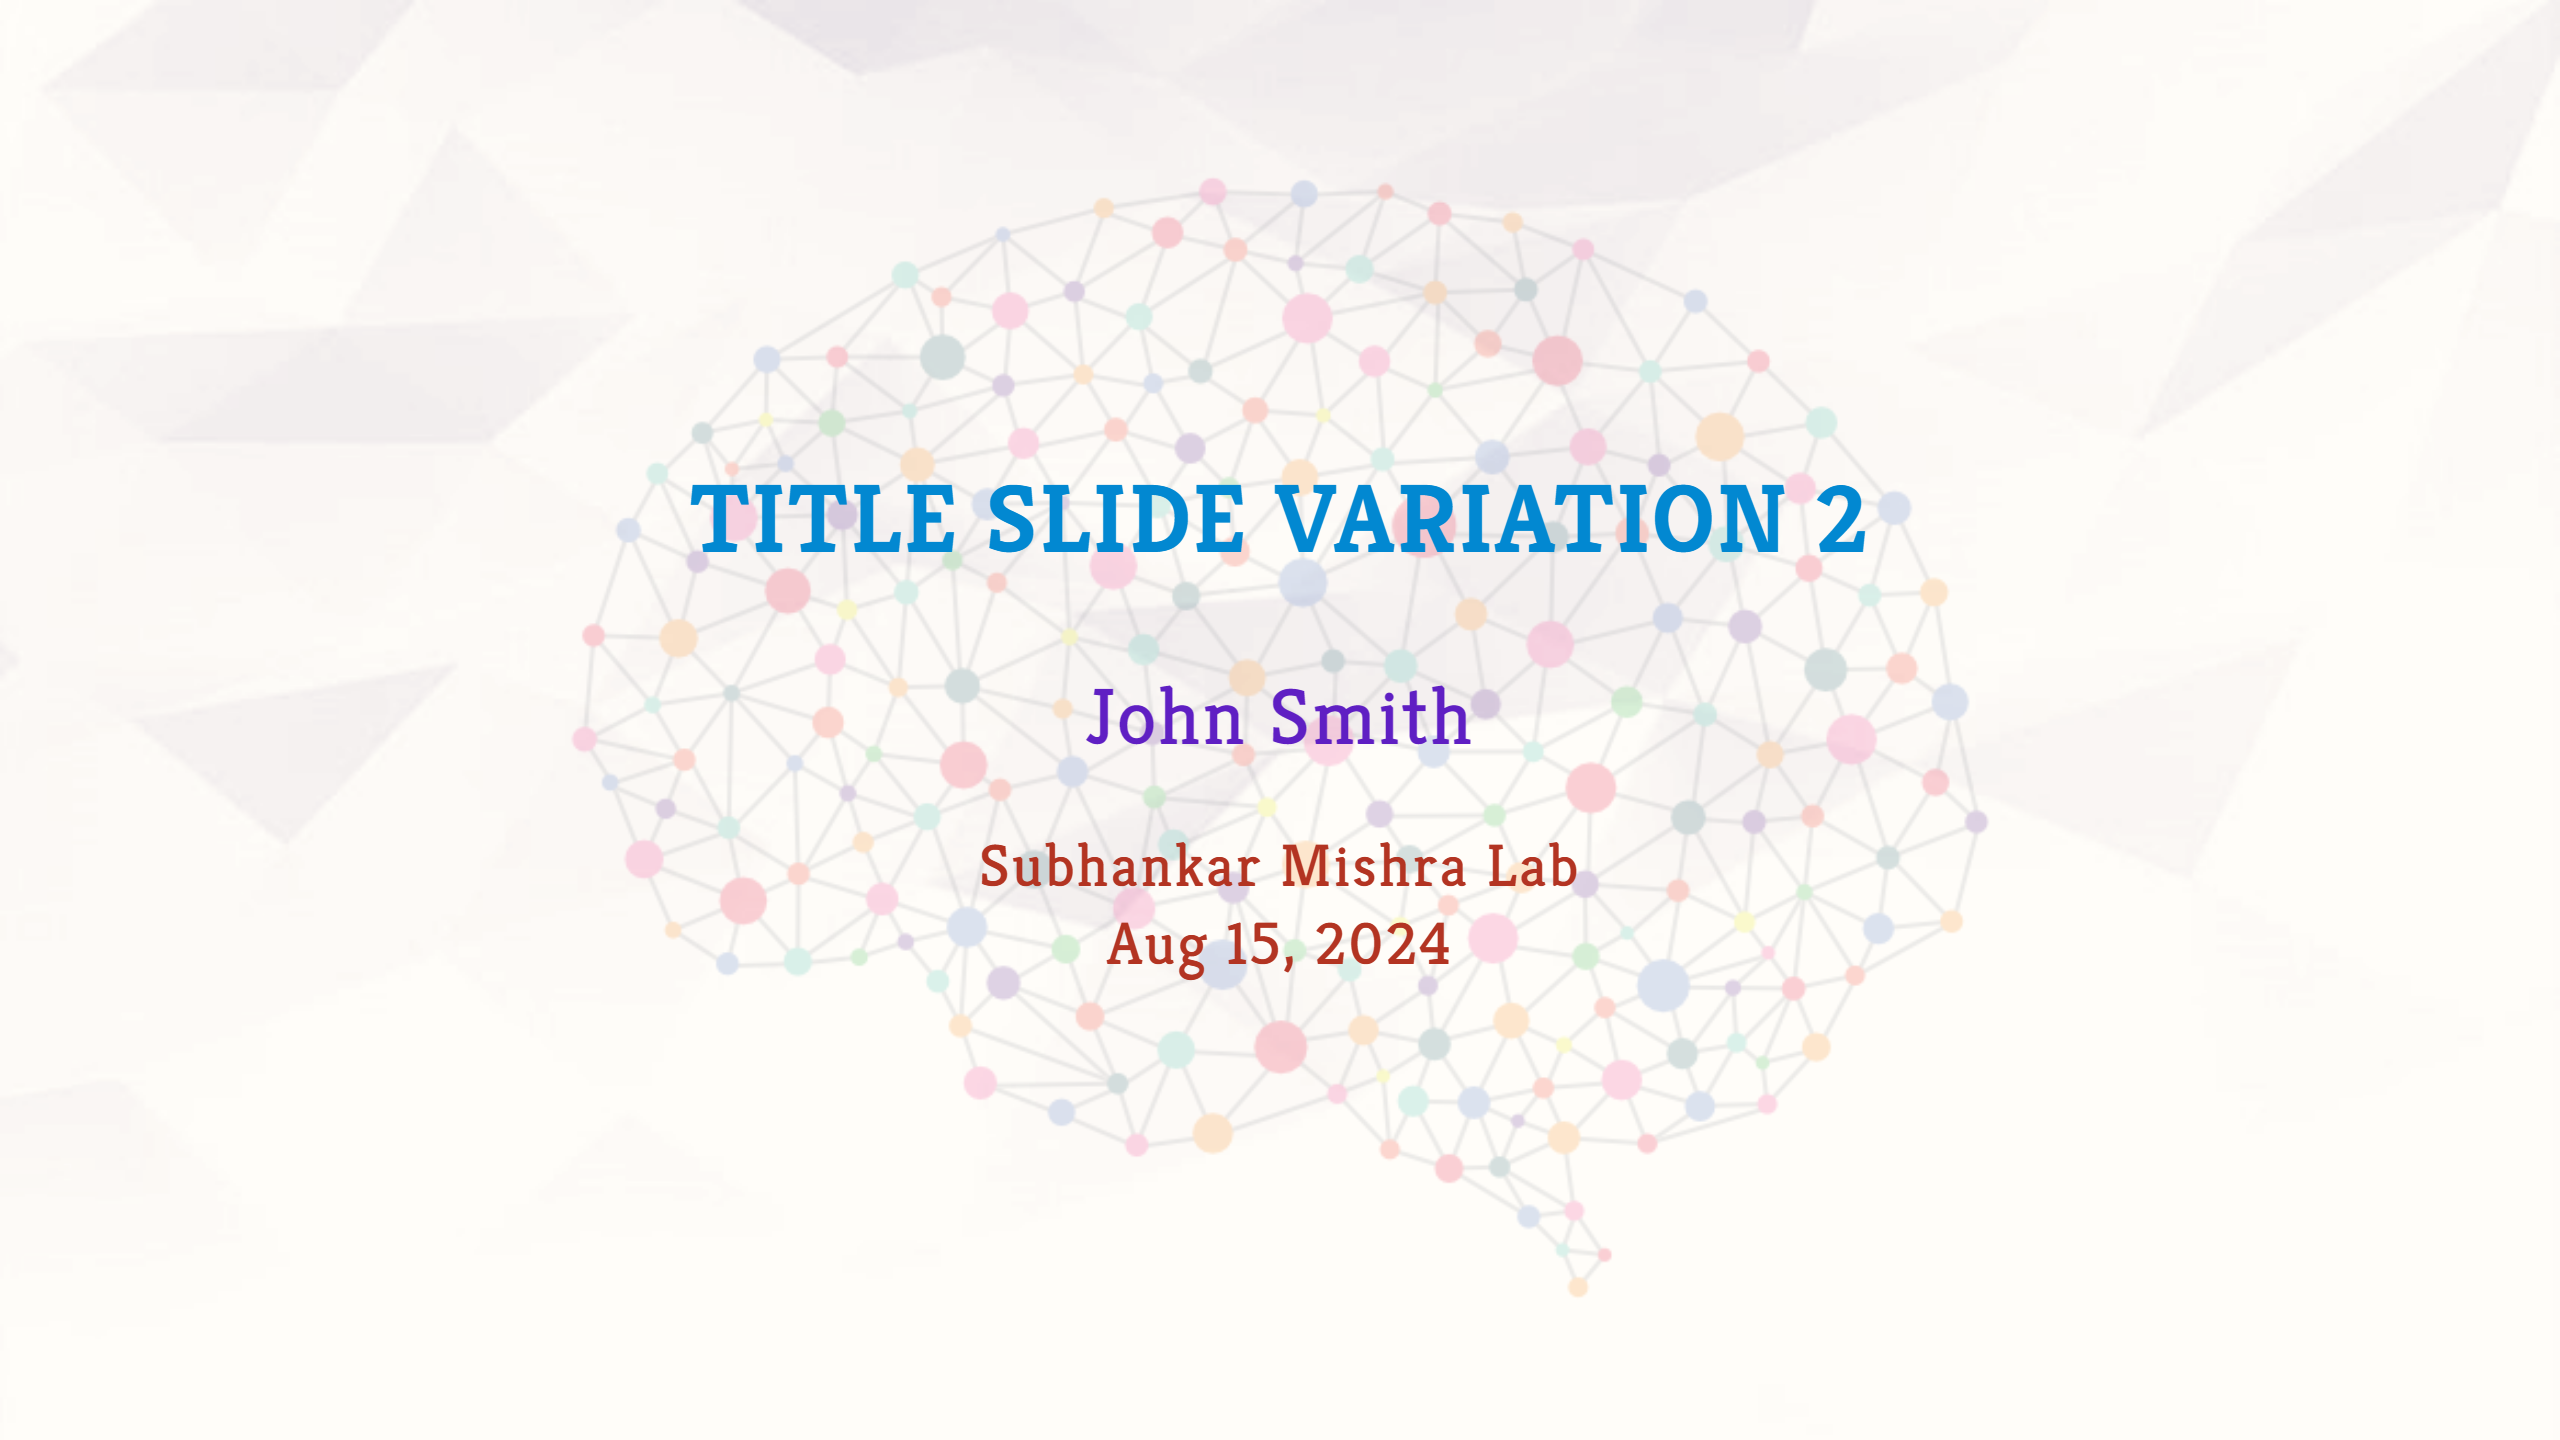 TITLE SLIDE VARIATION 2
John Smith
Subhankar Mishra Lab
Aug 15, 2024